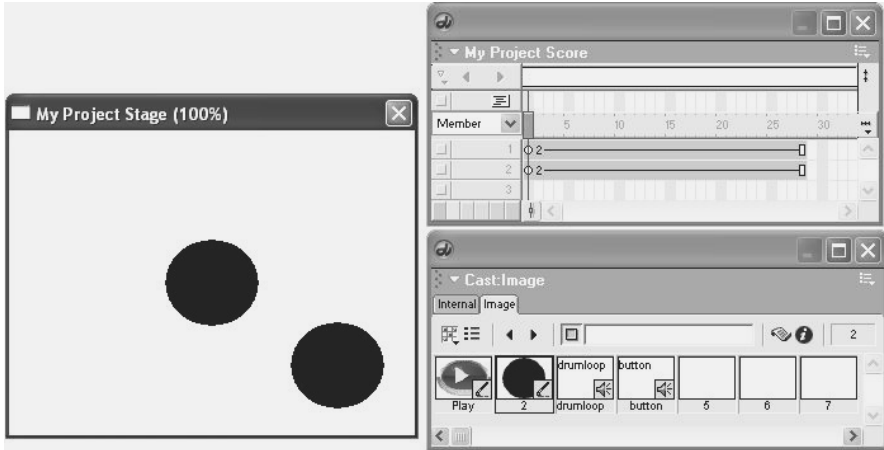 My Project Stage (100%)
My Project Score
Member
5 10 15 20 25 30
1 2
2 2
3
Cast:Image
Internal Image
2
drumloop button
Play 2 drumloop button 5 6 7